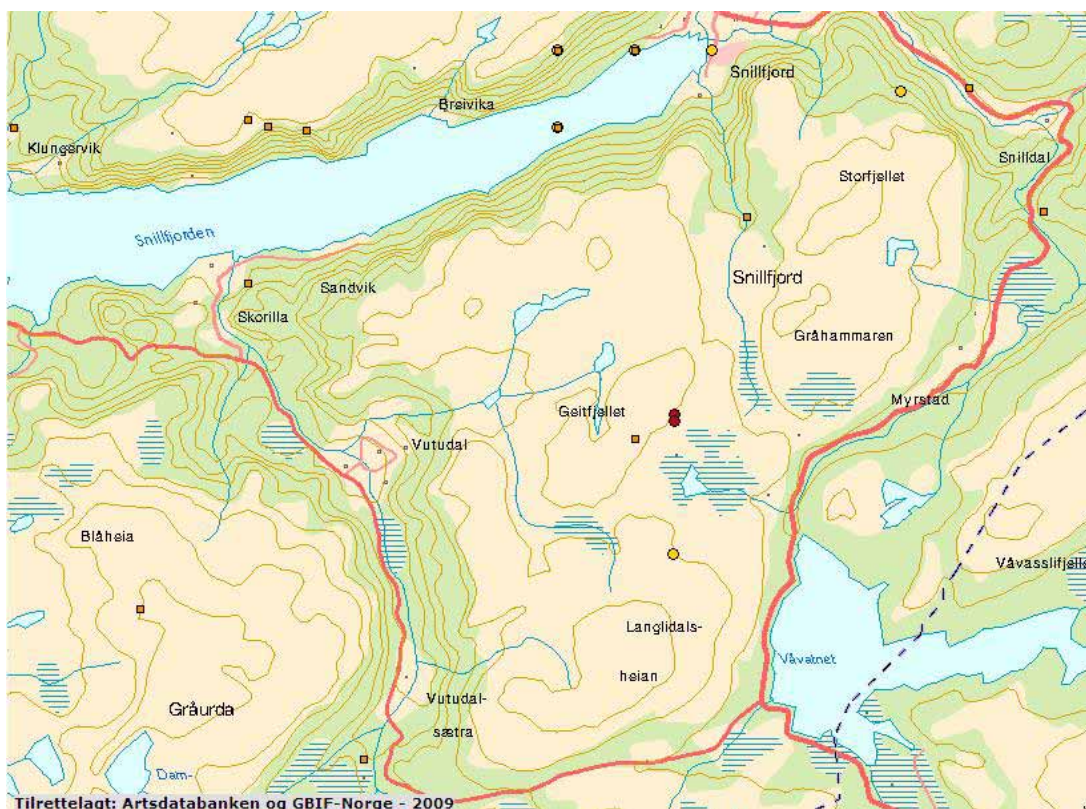 Snillfjord
Breivika
Klungervik
Snilldal
Storfjellet
Snillfjorden
Snillfjord
Sandvik
Skorilla
Gråhammaren
Myrstad
Geitfjellet
Vutudal
Blåheia
Våvasslifjelle
Langlidals-
heian
Våvatnet
Vutudal-
sætra
Gråurda
Dam-
Tilrettelagt: Artsdatabanken og GBIF-Norge - 2009